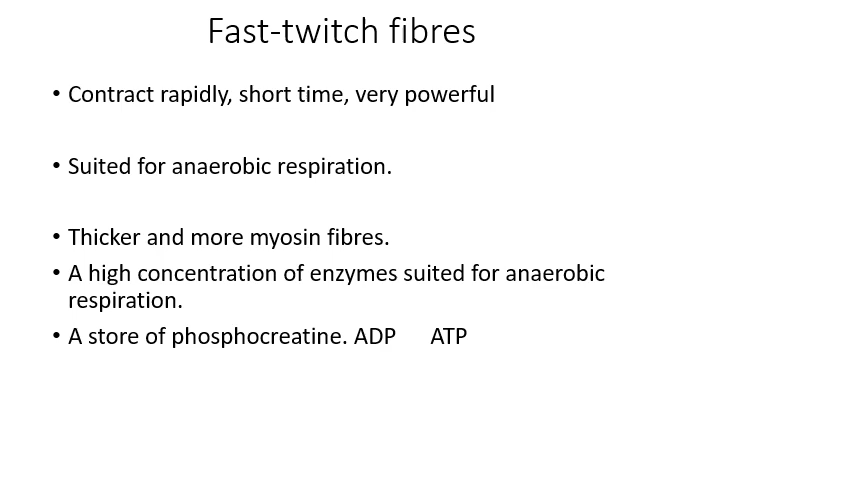 Fast-twitch fibres
• Contract rapidly, short time, very powerful
• Suited for anaerobic respiration.
• Thicker and more myosin fibres.
• A high concentration of enzymes suited for anaerobic
respiration.
• A store of phosphocreatine. ADP ATP